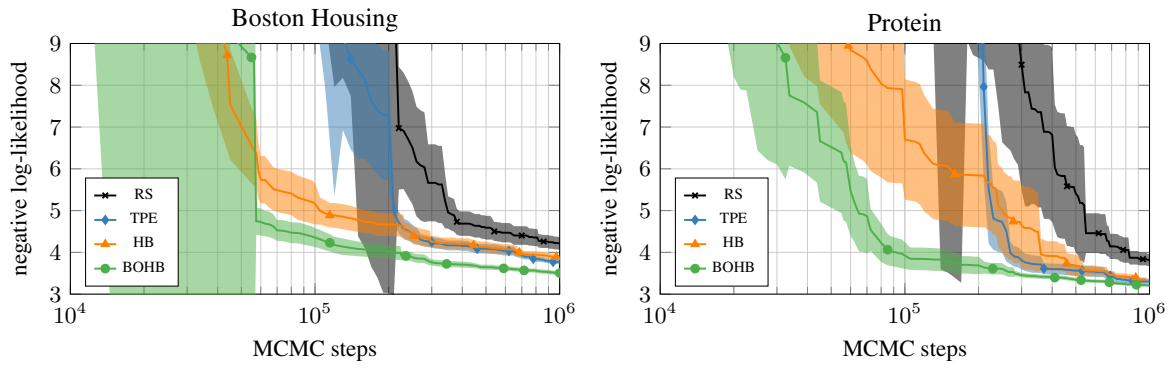 Boston Housing
negative log-likelihood
9
8
7
6
5
4
3
RS
TPE
HB
BOHB
10^4
10^5
10^6
MCMC steps
Protein
negative log-likelihood
9
8
7
6
5
4
3
RS
TPE
HB
BOHB
10^4
10^5
10^6
MCMC steps